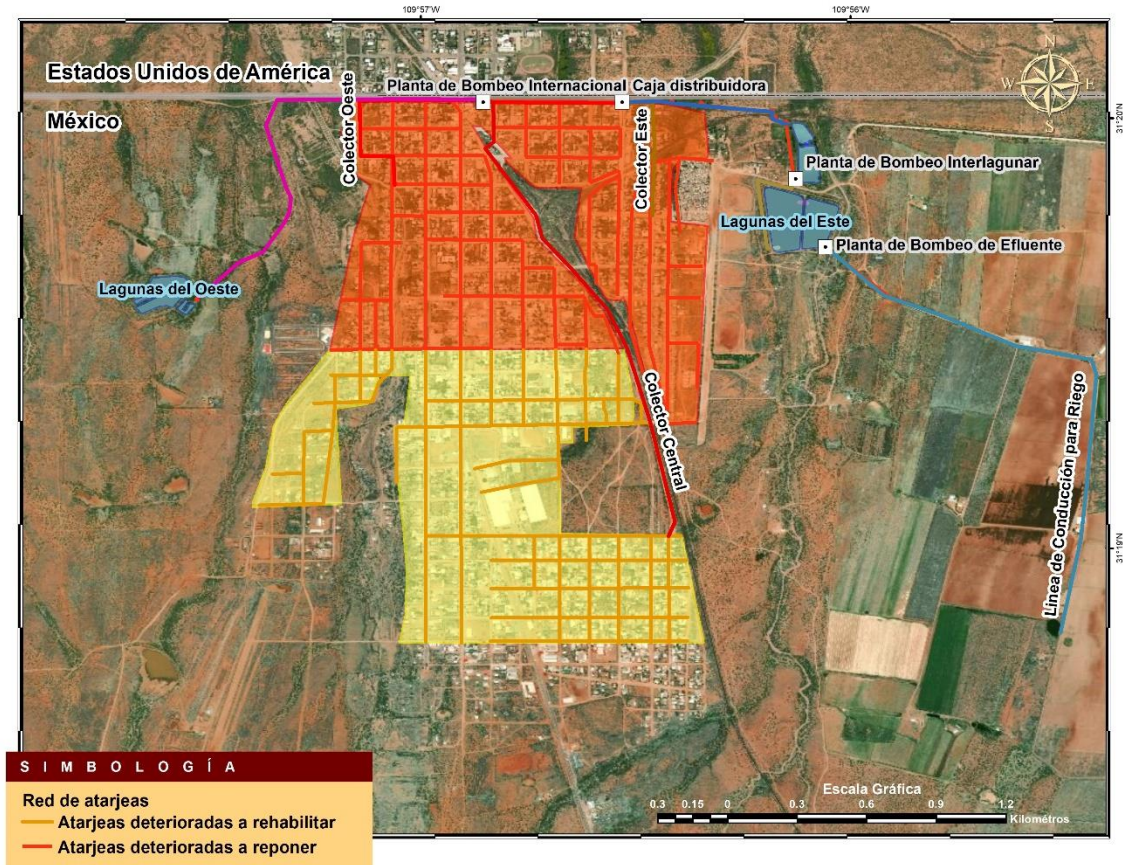 109°57'W
109°56'W
Estados Unidos de América
México
Planta de Bombeo Internacional
Caja distribuidora
N
W
E
S
31°20'N
Colector Oeste
Colector Este
Planta de Bombeo Interlagunar
Lagunas del Este
Planta de Bombeo de Efluente
Lagunas del Oeste
Colector Central
Línea de Conducción para Riego
31°19'N
SIMBOLOGÍA
Red de atarjeas
Atarjeas deterioradas a rehabilitar
Atarjeas deterioradas a reponer
Escala Gráfica
0.3 0.15 0 0.3 0.6 0.9 1.2
Kilómetros